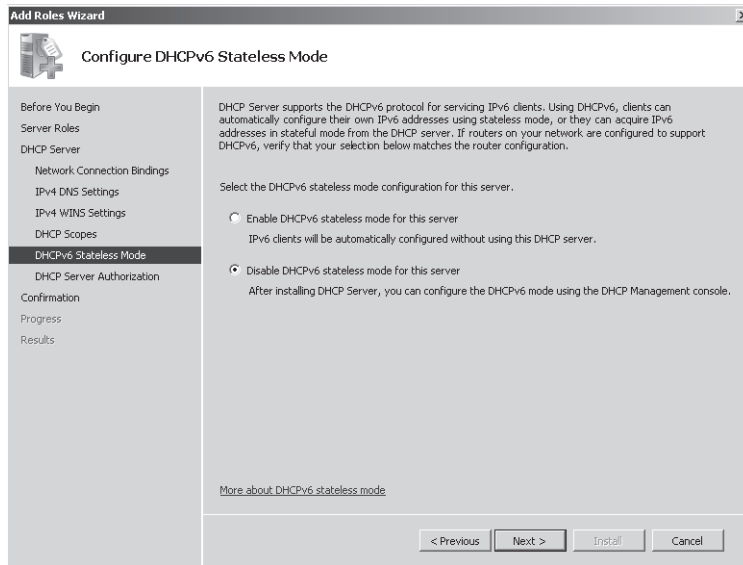 Add Roles Wizard
Configure DHCPv6 Stateless Mode
Before You Begin
Server Roles
DHCP Server
Network Connection Bindings
IPv4 DNS Settings
IPv4 WINS Settings
DHCP Scopes
DHCPv6 Stateless Mode
DHCP Server Authorization
Confirmation
Progress
Results
DHCP Server supports the DHCPv6 protocol for servicing IPv6 clients. Using DHCPv6, clients can
automatically configure their own IPv6 addresses using stateless mode, or they can acquire IPv6
addresses in stateful mode from the DHCP server. If routers on your network are configured to support
DHCPv6, verify that your selection below matches the router configuration.
Select the DHCPv6 stateless mode configuration for this server.
Enable DHCPv6 stateless mode for this server
IPv6 clients will be automatically configured without using this DHCP server.
Disable DHCPv6 stateless mode for this server
After installing DHCP Server, you can configure the DHCPv6 mode using the DHCP Management console.
More about DHCPv6 stateless mode
< Previous
Next >
Install
Cancel